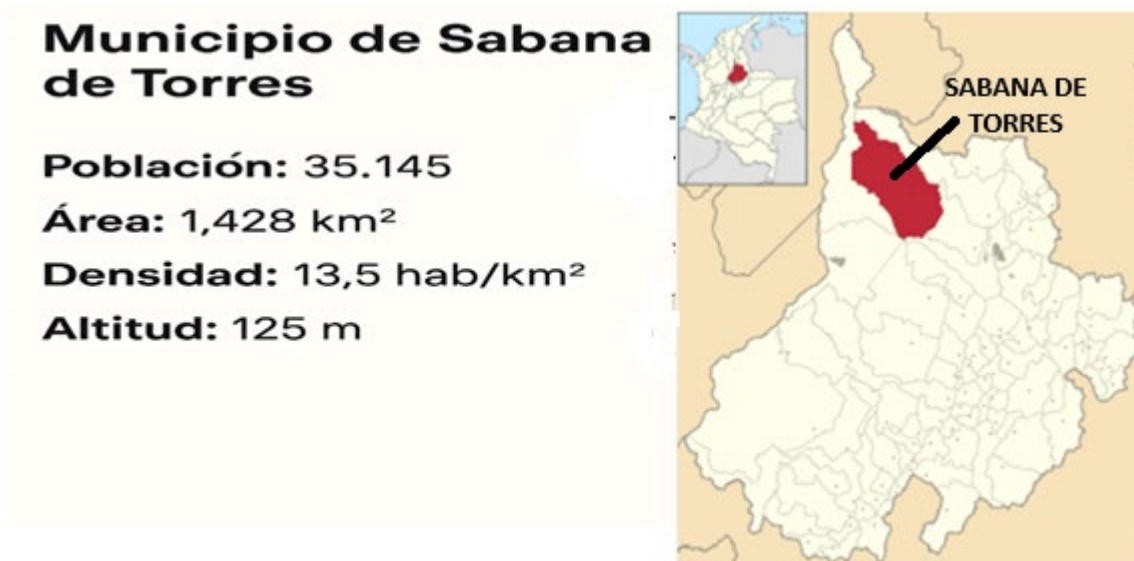 Municipio de Sabana
de Torres
Población: 35.145
Área: 1,428 km²
Densidad: 13,5 hab/km²
Altitud: 125 m
SABANA DE
TORRES